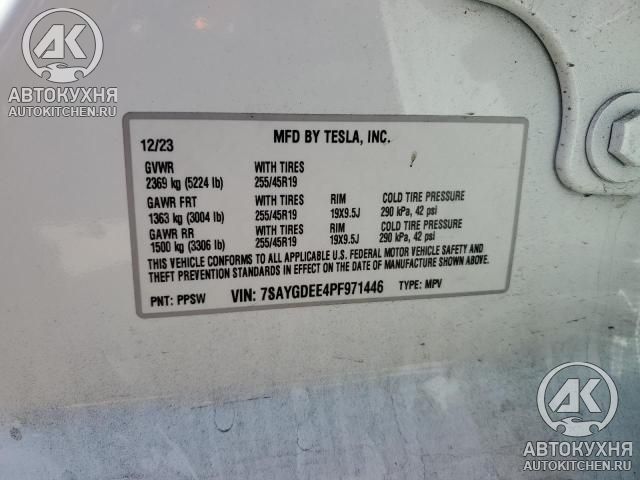 АК
АВТОКУХНЯ
AUTOKITCHEN.RU
12/23 MFD BY TESLA, INC.
GVWR WITH TIRES
2369 kg (5224 lb) 255/45R19
GAWR FRT WITH TIRES RIM COLD TIRE PRESSURE
1363 kg (3004 lb) 255/45R19 19X9.5J 290 kPa, 42 psi
GAWR RR WITH TIRES RIM COLD TIRE PRESSURE
1500 kg (3306 lb) 255/45R19 19X9.5J 290 kPa, 42 psi
THIS VEHICLE CONFORMS TO ALL APPLICABLE U.S. FEDERAL MOTOR VEHICLE SAFETY AND
THEFT PREVENTION STANDARDS IN EFFECT ON THE DATE OF MANUFACTURE SHOWN ABOVE.
PNT: PPSW VIN: 7SAYGDEE4PF971446 TYPE: MPV
АК
АВТОКУХНЯ
AUTOKITCHEN.RU